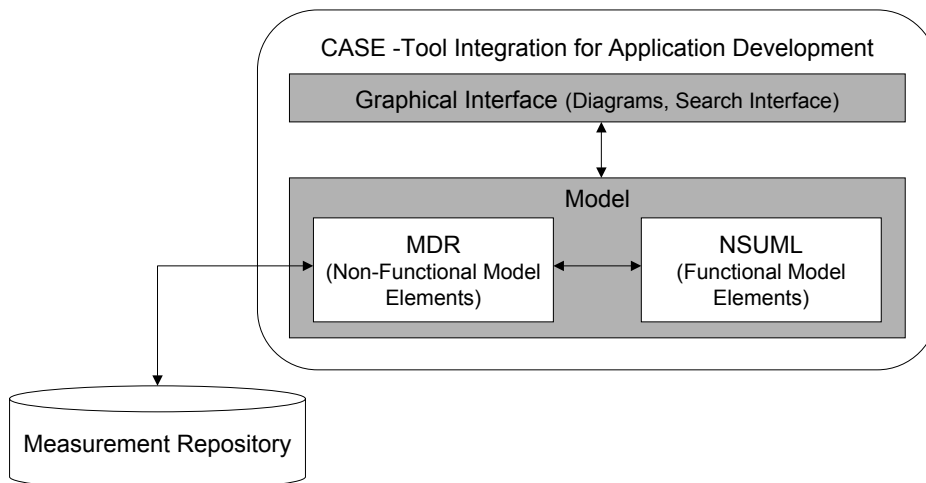 CASE -Tool Integration for Application Development
Graphical Interface (Diagrams, Search Interface)
Model
MDR
(Non-Functional Model
Elements)
NSUML
(Functional Model
Elements)
Measurement Repository